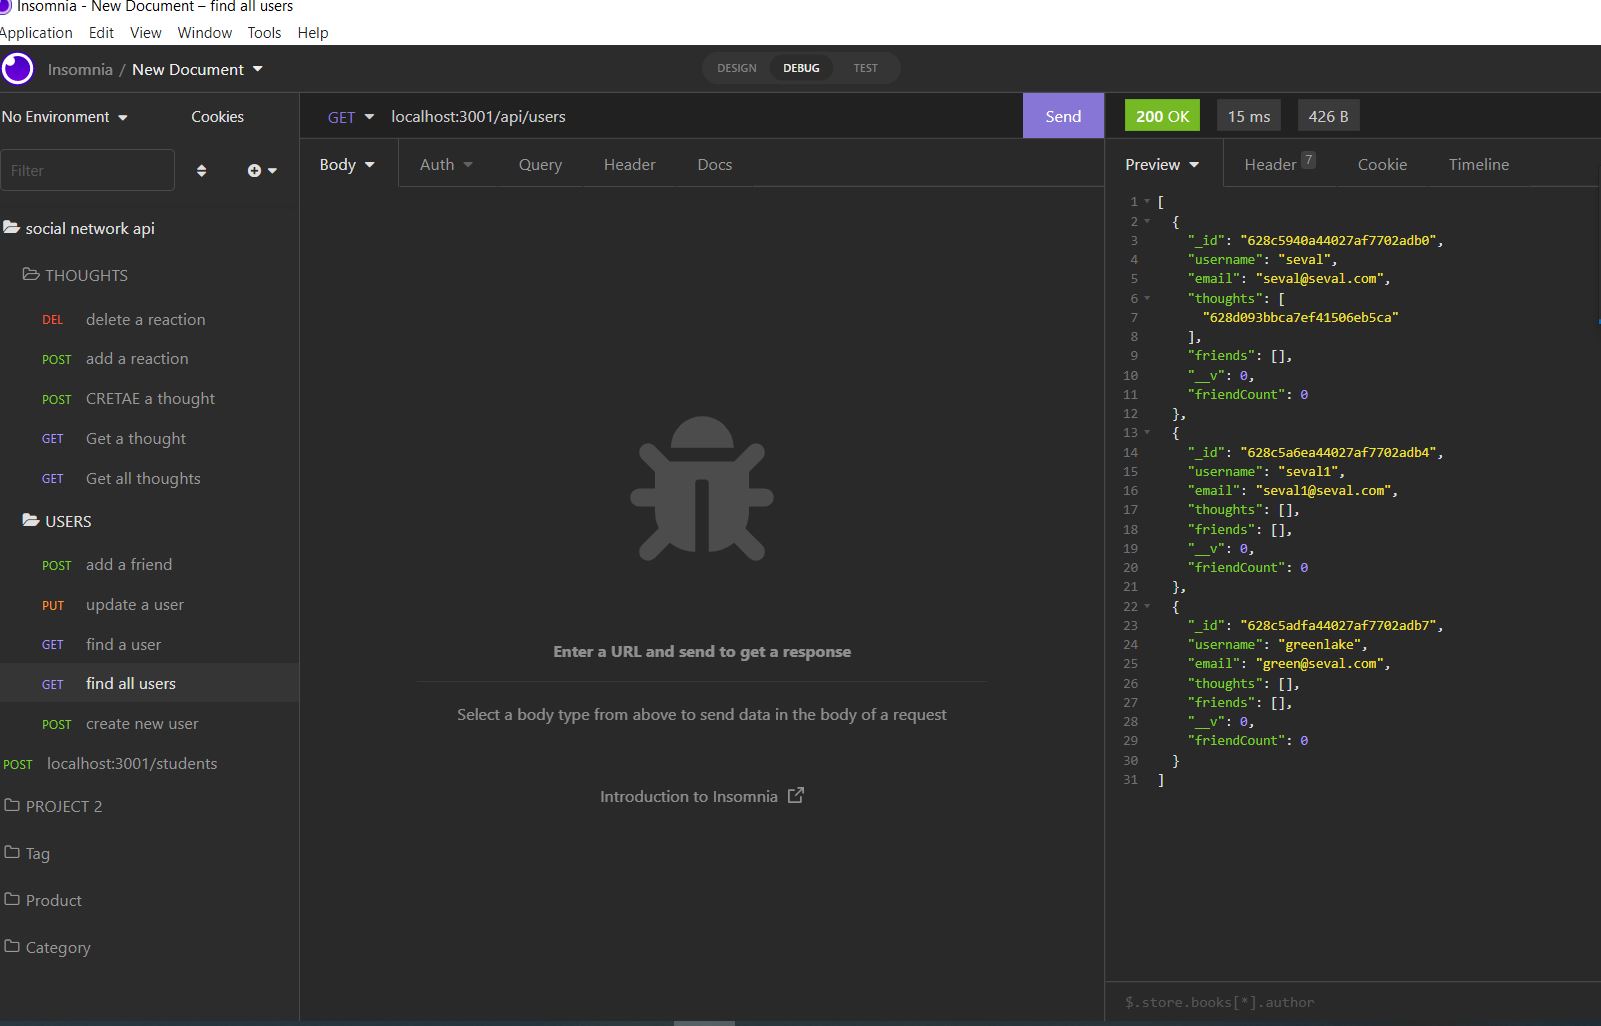 Insomnia - New Document – find all users
Application Edit View Window Tools Help
Insomnia / New Document
DESIGN DEBUG TEST
No Environment Cookies
Filter
social network api
THOUGHTS
DEL delete a reaction
POST add a reaction
POST CRETAE a thought
GET Get a thought
GET Get all thoughts
USERS
POST add a friend
PUT update a user
GET find a user
GET find all users
POST create new user
POST localhost:3001/students
PROJECT 2
Tag
Product
Category
GET localhost:3001/api/users Send
Body Auth Query Header Docs
Enter a URL and send to get a response
Select a body type from above to send data in the body of a request
Introduction to Insomnia
200 OK 15 ms 426 B
Preview Header 7 Cookie Timeline
1 [
2 {
3 "_id": "628c5940a44027af7702adb0",
4 "username": "seval",
5 "email": "seval@seval.com",
6 "thoughts": [
7 "628d093bbca7ef41506eb5ca"
8 ],
9 "friends": [],
10 "__v": 0,
11 "friendCount": 0
12 },
13 {
14 "_id": "628c5a6ea44027af7702adb4",
15 "username": "seval1",
16 "email": "seval1@seval.com",
17 "thoughts": [],
18 "friends": [],
19 "__v": 0,
20 "friendCount": 0
21 },
22 {
23 "_id": "628c5adfa44027af7702adb7",
24 "username": "greenlake",
25 "email": "green@seval.com",
26 "thoughts": [],
27 "friends": [],
28 "__v": 0,
29 "friendCount": 0
30 }
31 ]
$.store.books[*].author